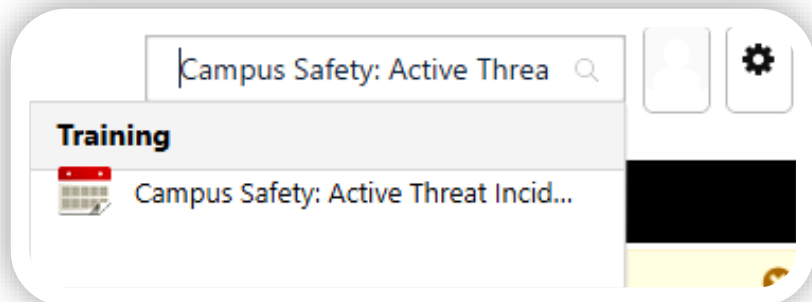 Campus Safety: Active Threa
Training
Campus Safety: Active Threat Incid...